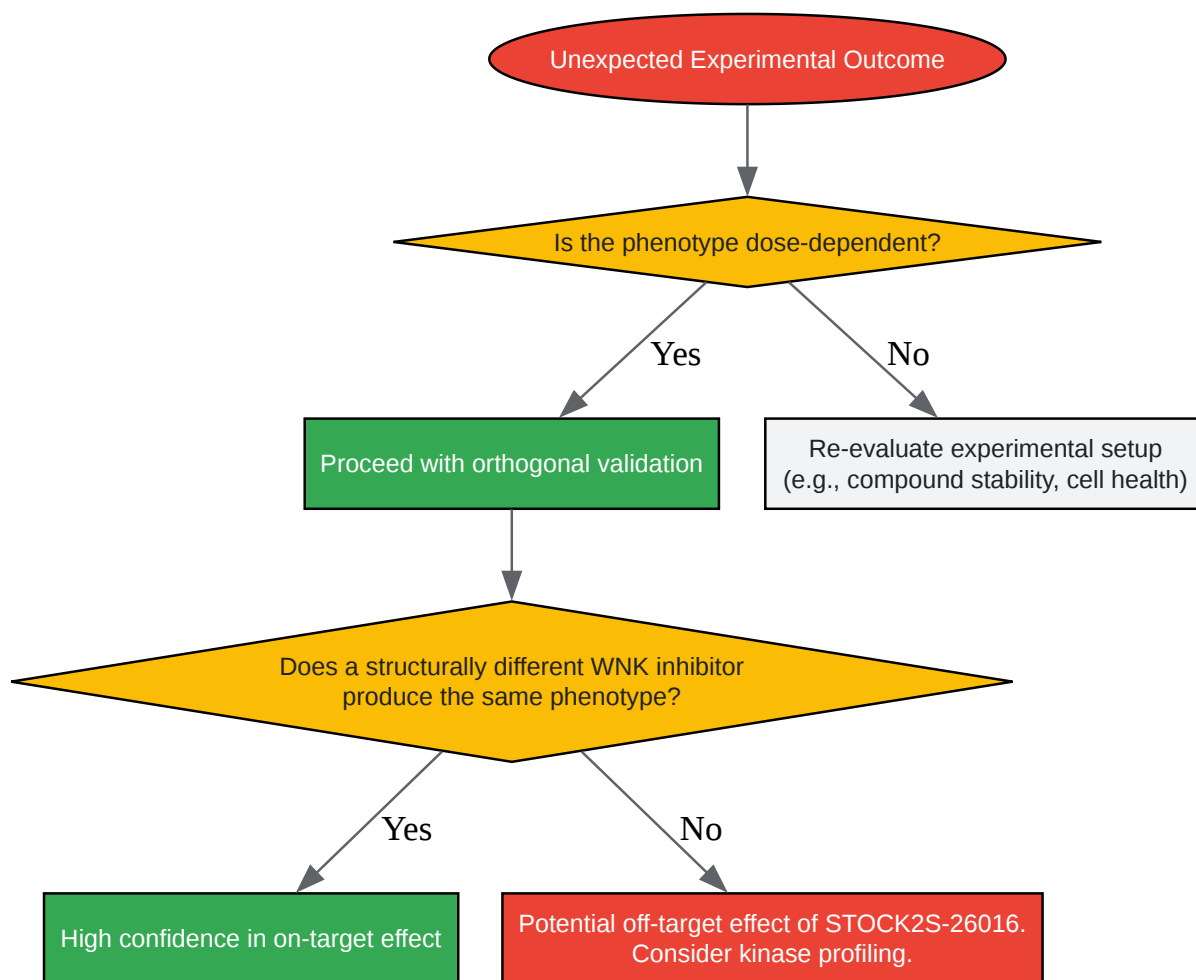 Unexpected Experimental Outcome
Is the phenotype dose-dependent?
Yes
No
Proceed with orthogonal validation
Re-evaluate experimental setup
(e.g., compound stability, cell health)
Does a structurally different WNK inhibitor
produce the same phenotype?
Yes
No
High confidence in on-target effect
Potential off-target effect of STOCK2S-26016.
Consider kinase profiling.